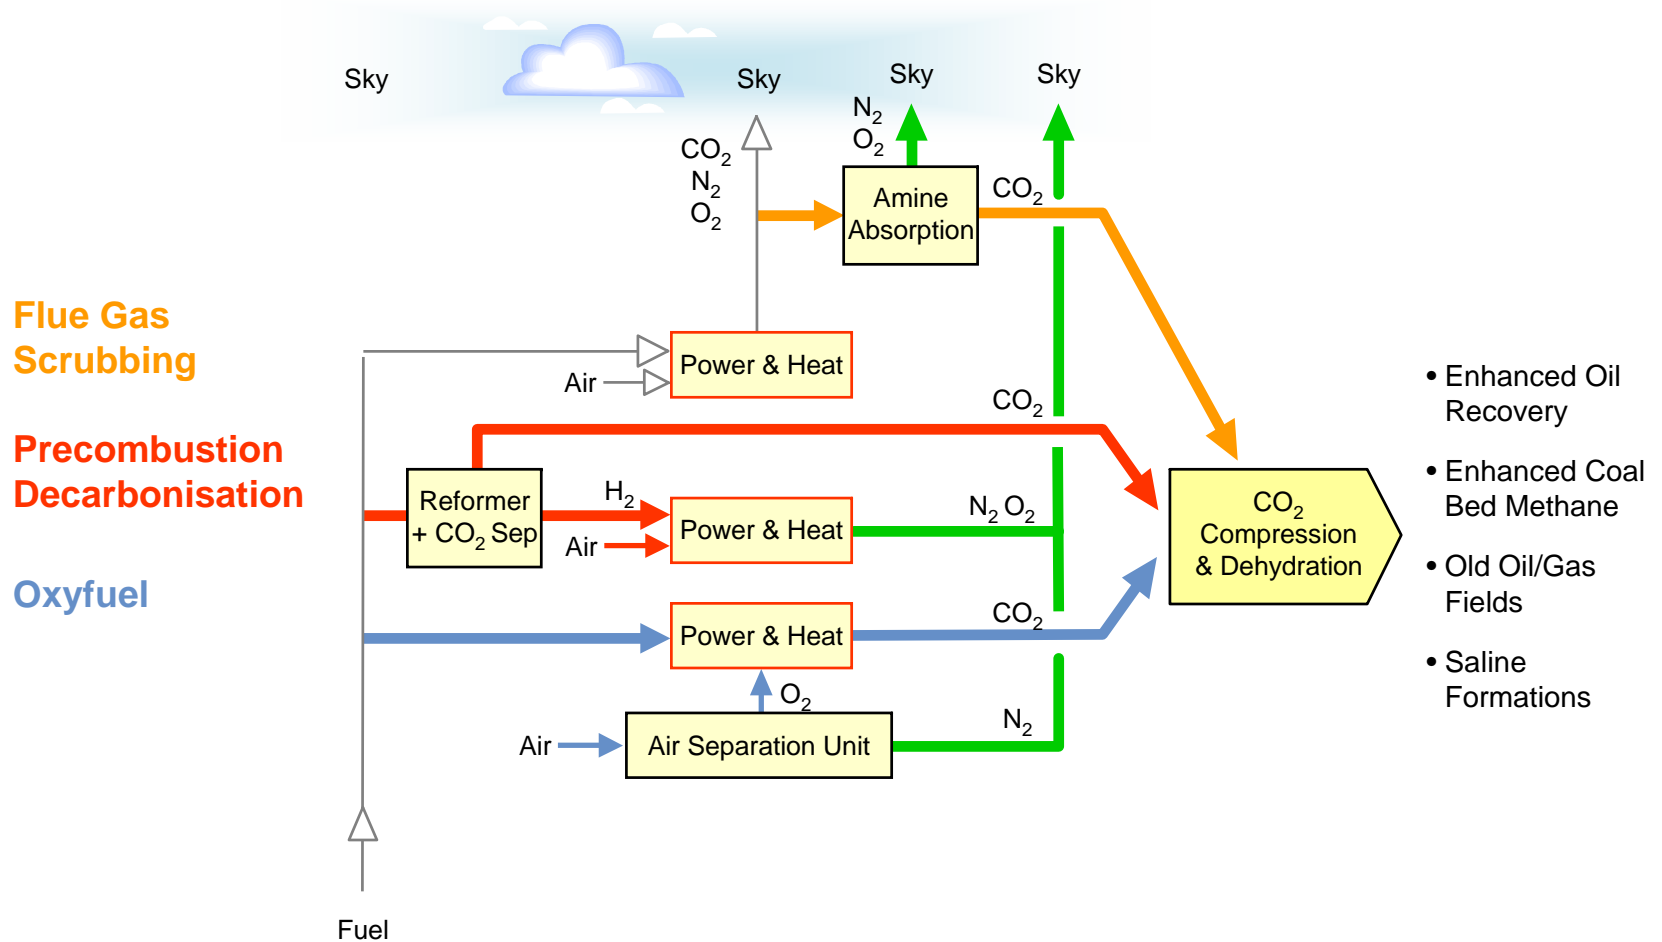 Sky
Sky
Sky
Sky
N₂
O₂
CO₂
N₂
O₂
Amine
Absorption
CO₂
Flue Gas
Scrubbing
Power & Heat
Air
• Enhanced Oil
Recovery
CO₂
Precombustion
Decarbonisation
Reformer
+ CO₂ Sep
H₂
Air
Power & Heat
N₂ O₂
CO₂
Compression
& Dehydration
• Enhanced Coal
Bed Methane
• Old Oil/Gas
Fields
Oxyfuel
Power & Heat
CO₂
O₂
• Saline
Formations
Air
Air Separation Unit
N₂
Fuel